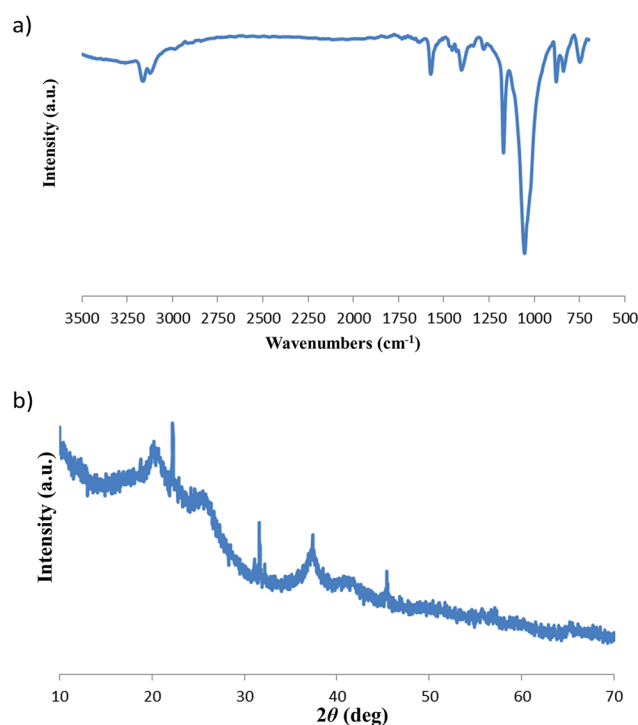 a)
Intensity (a.u.)
3500 3250 3000 2750 2500 2250 2000 1750 1500 1250 1000 750 500
Wavenumbers (cm-1)
b)
Intensity (a.u.)
10 20 30 40 50 60 70
2θ (deg)